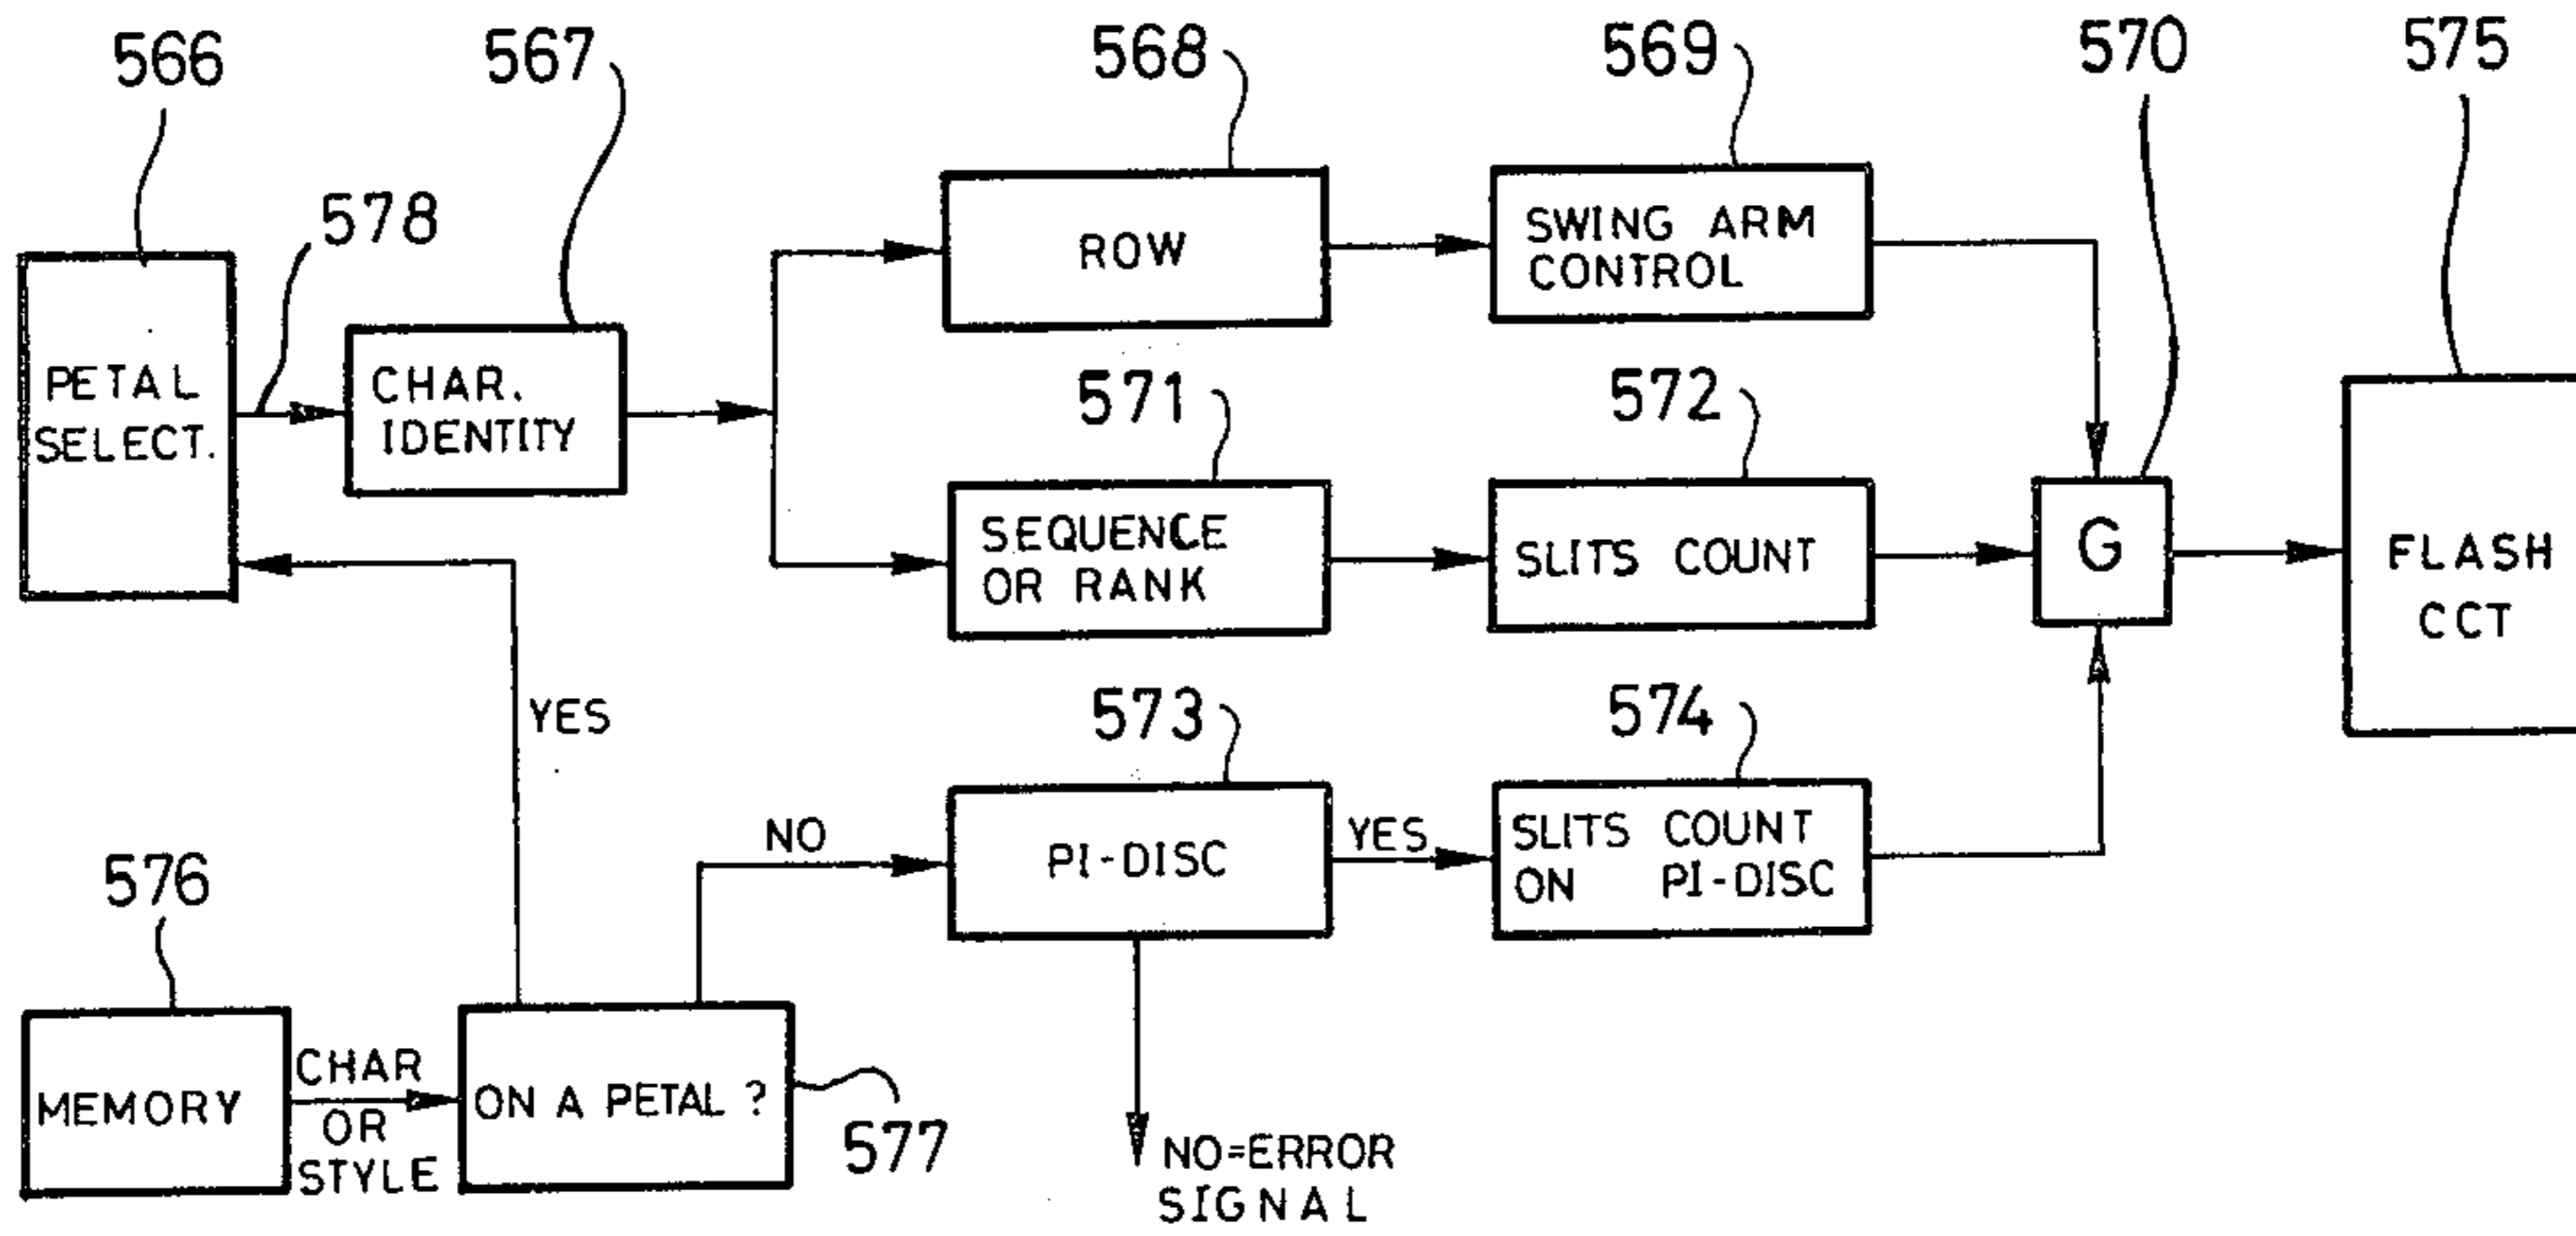 566
567
568
569
570
575
578
PETAL
SELECT.
CHAR.
IDENTITY
ROW
SWING ARM
CONTROL
571
572
SEQUENCE
OR RANK
SLITS COUNT
G
FLASH
CCT
YES
573
574
NO
PI-DISC
YES
SLITS COUNT
ON PI-DISC
576
MEMORY
CHAR
OR
STYLE
ON A PETAL ?
577
NO=ERROR
SIGNAL